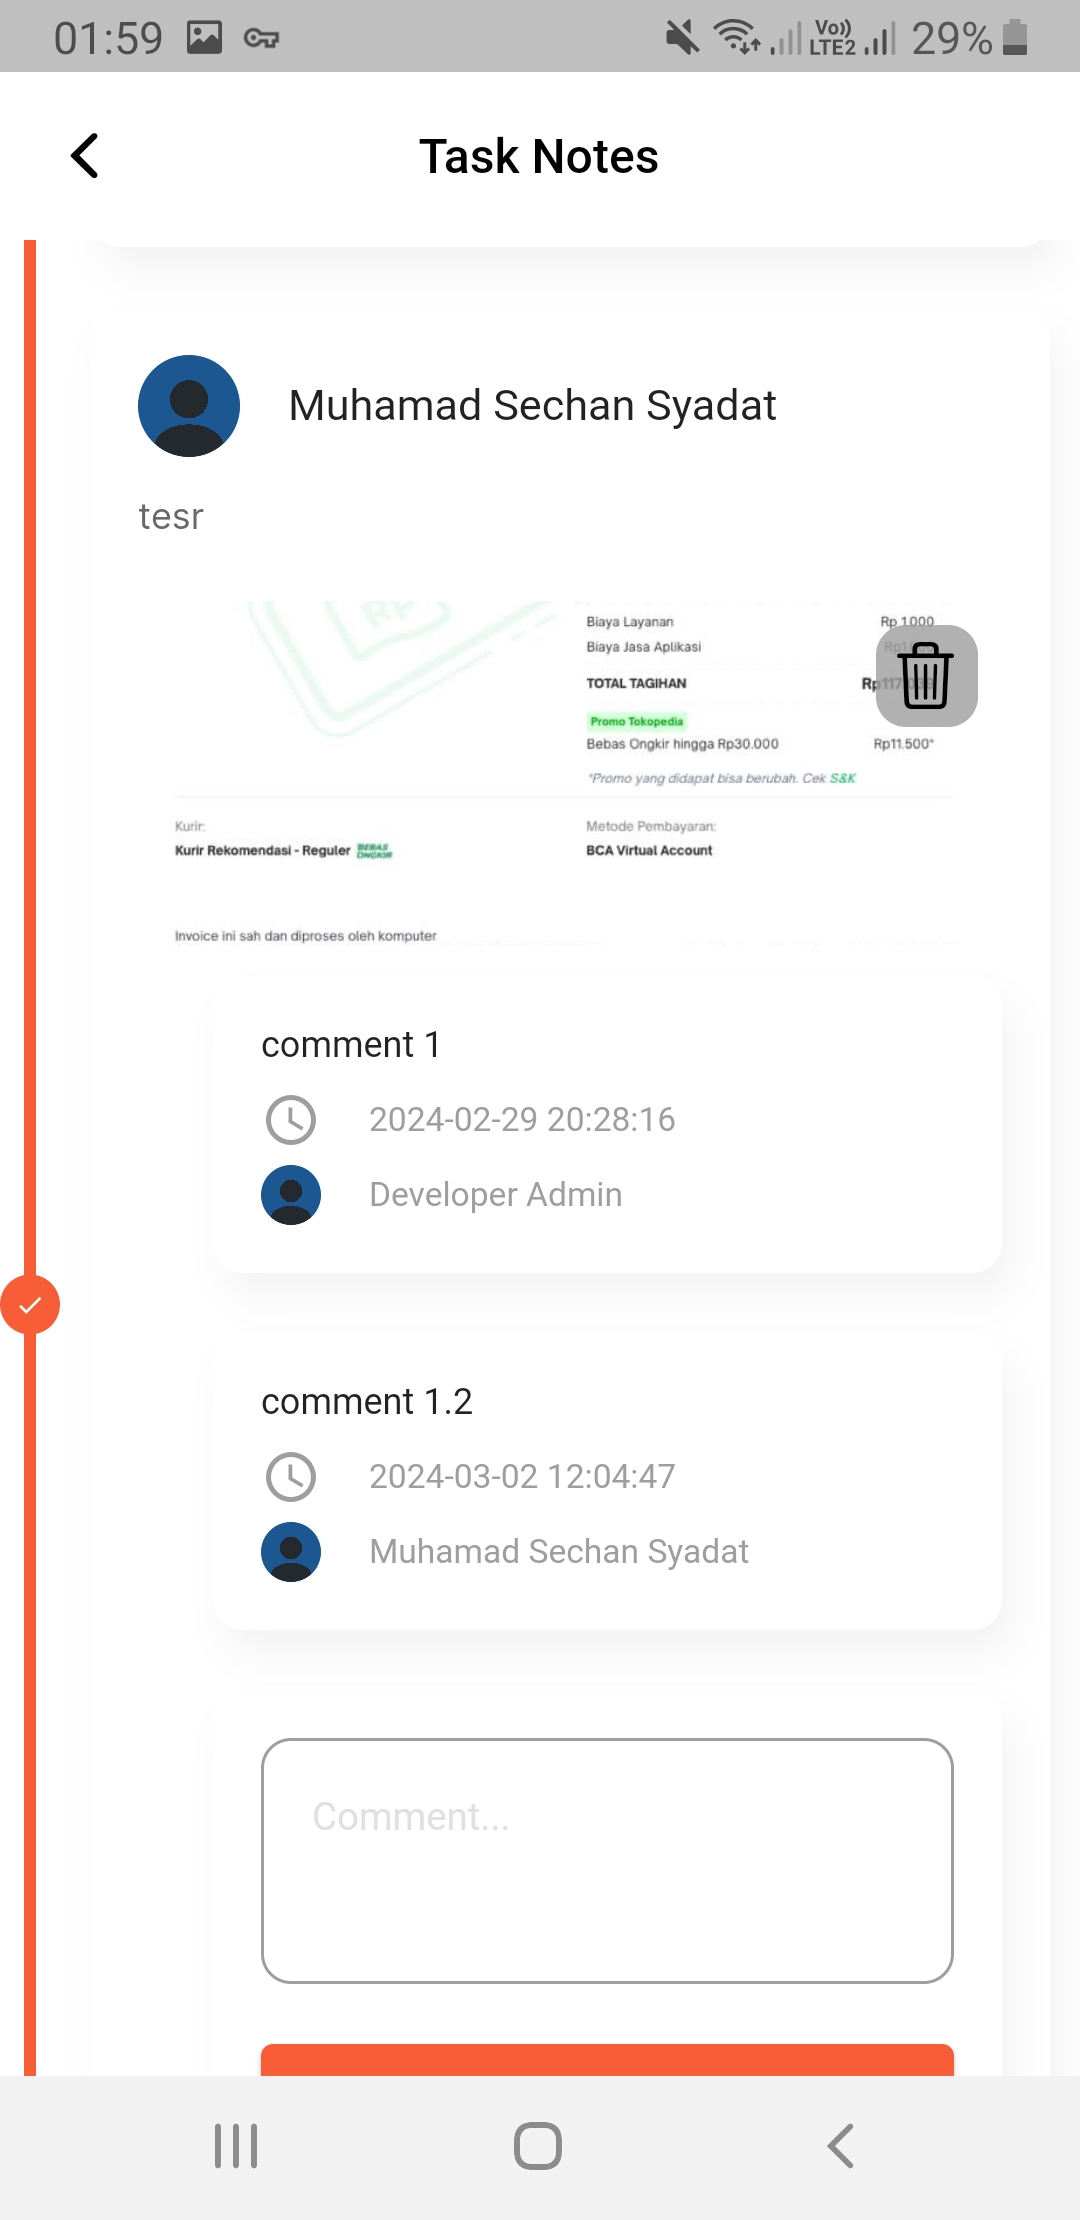 01:59
Vo)) LTE2 29%
Task Notes
Muhamad Sechan Syadat
tesr
Biaya Layanan Rp 1.000
Biaya Jasa Aplikasi
TOTAL TAGIHAN
Promo Tokopedia
Bebas Ongkir hingga Rp30.000 Rp11.500*
*Promo yang didapat bisa berubah. Cek S&K
Kurir: Metode Pembayaran:
Kurir Rekomendasi - Reguler BEBAS ONGKIR BCA Virtual Account
Invoice ini sah dan diproses oleh komputer
comment 1
2024-02-29 20:28:16
Developer Admin
comment 1.2
2024-03-02 12:04:47
Muhamad Sechan Syadat
Comment...